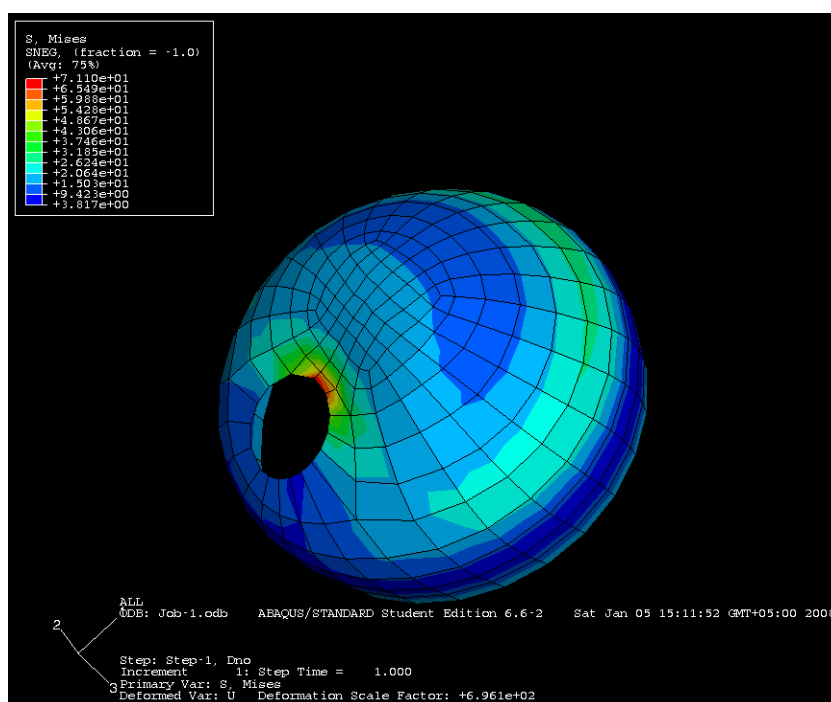 S, Mises
SNEG, (fraction = -1.0)
(Avg: 75%)
+7.110e+01
+6.549e+01
+5.988e+01
+5.428e+01
+4.867e+01
+4.306e+01
+3.746e+01
+3.185e+01
+2.624e+01
+2.064e+01
+1.503e+01
+9.423e+00
+3.817e+00
2
3
ALL
ODB: Job-1.odb ABAQUS/STANDARD Student Edition 6.6-2 Sat Jan 05 15:11:52 GMT+05:00 2008
Step: Step-1, Dno
Increment 1: Step Time = 1.000
Primary Var: S, Mises
Deformed Var: U Deformation Scale Factor: +6.961e+02